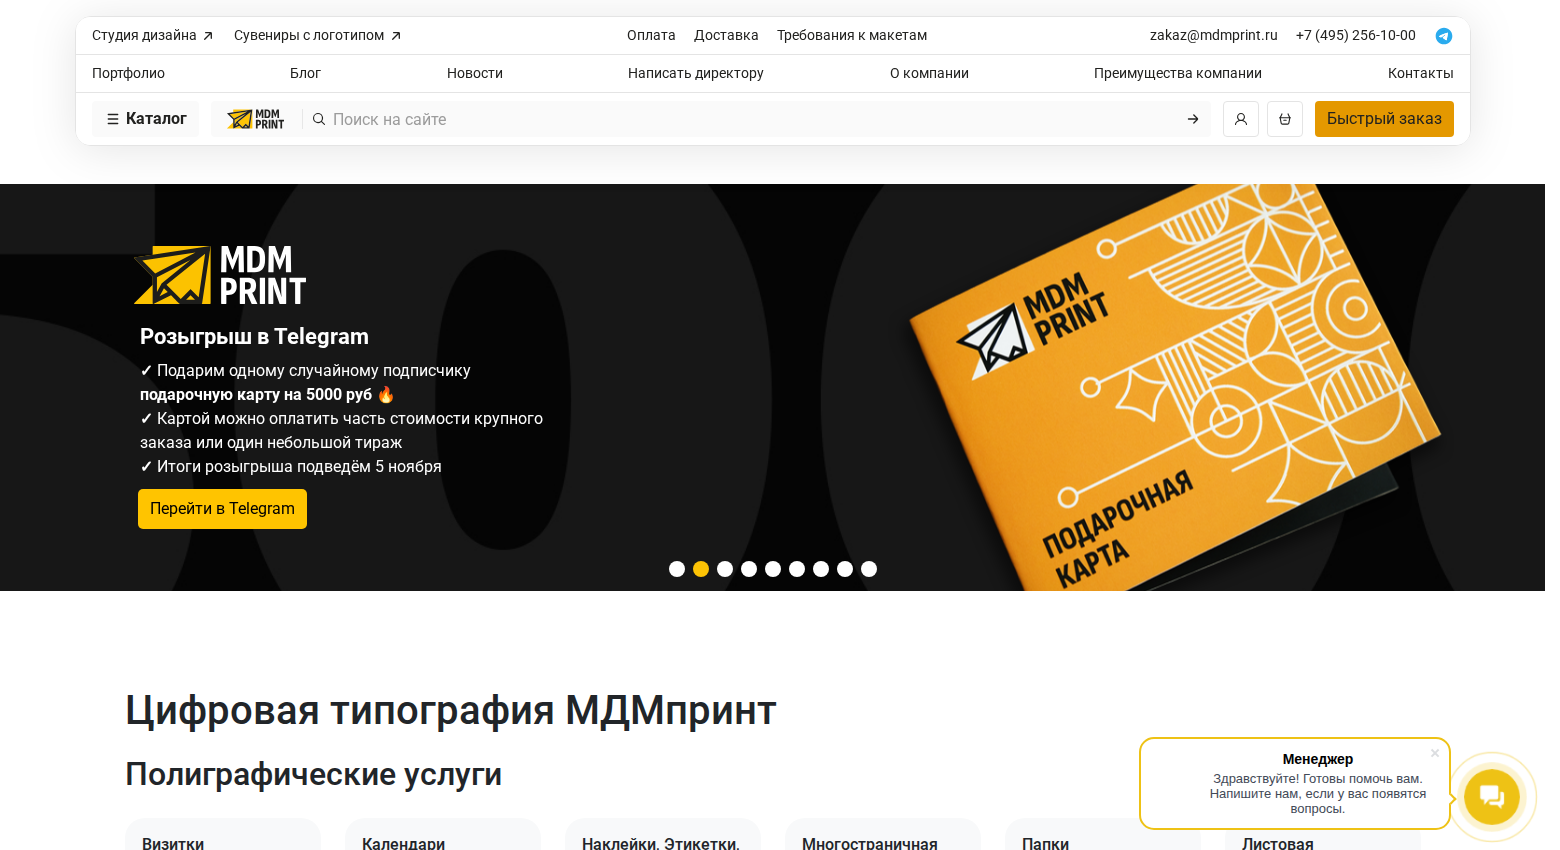 Студия дизайна
Сувениры с логотипом
Оплата
Доставка
Требования к макетам
zakaz@mdmprint.ru
+7 (495) 256-10-00
Портфолио
Блог
Новости
Написать директору
О компании
Преимущества компании
Контакты
Каталог
MDM
PRINT
Поиск на сайте
Быстрый заказ
MDM
PRINT
Розыгрыш в Telegram
✓ Подарим одному случайному подписчику
подарочную карту на 5000 руб 🔥
✓ Картой можно оплатить часть стоимости крупного
заказа или один небольшой тираж
✓ Итоги розыгрыша подведём 5 ноября
Перейти в Telegram
MDM
PRINT
ПОДАРОЧНАЯ
КАРТА
Цифровая типография МДМпринт
Полиграфические услуги
Менеджер
Здравствуйте! Готовы помочь вам.
Напишите нам, если у вас появятся
вопросы.
Визитки
Календари
Наклейки. Этикетки.
Многостраничная
Папки
Листовая